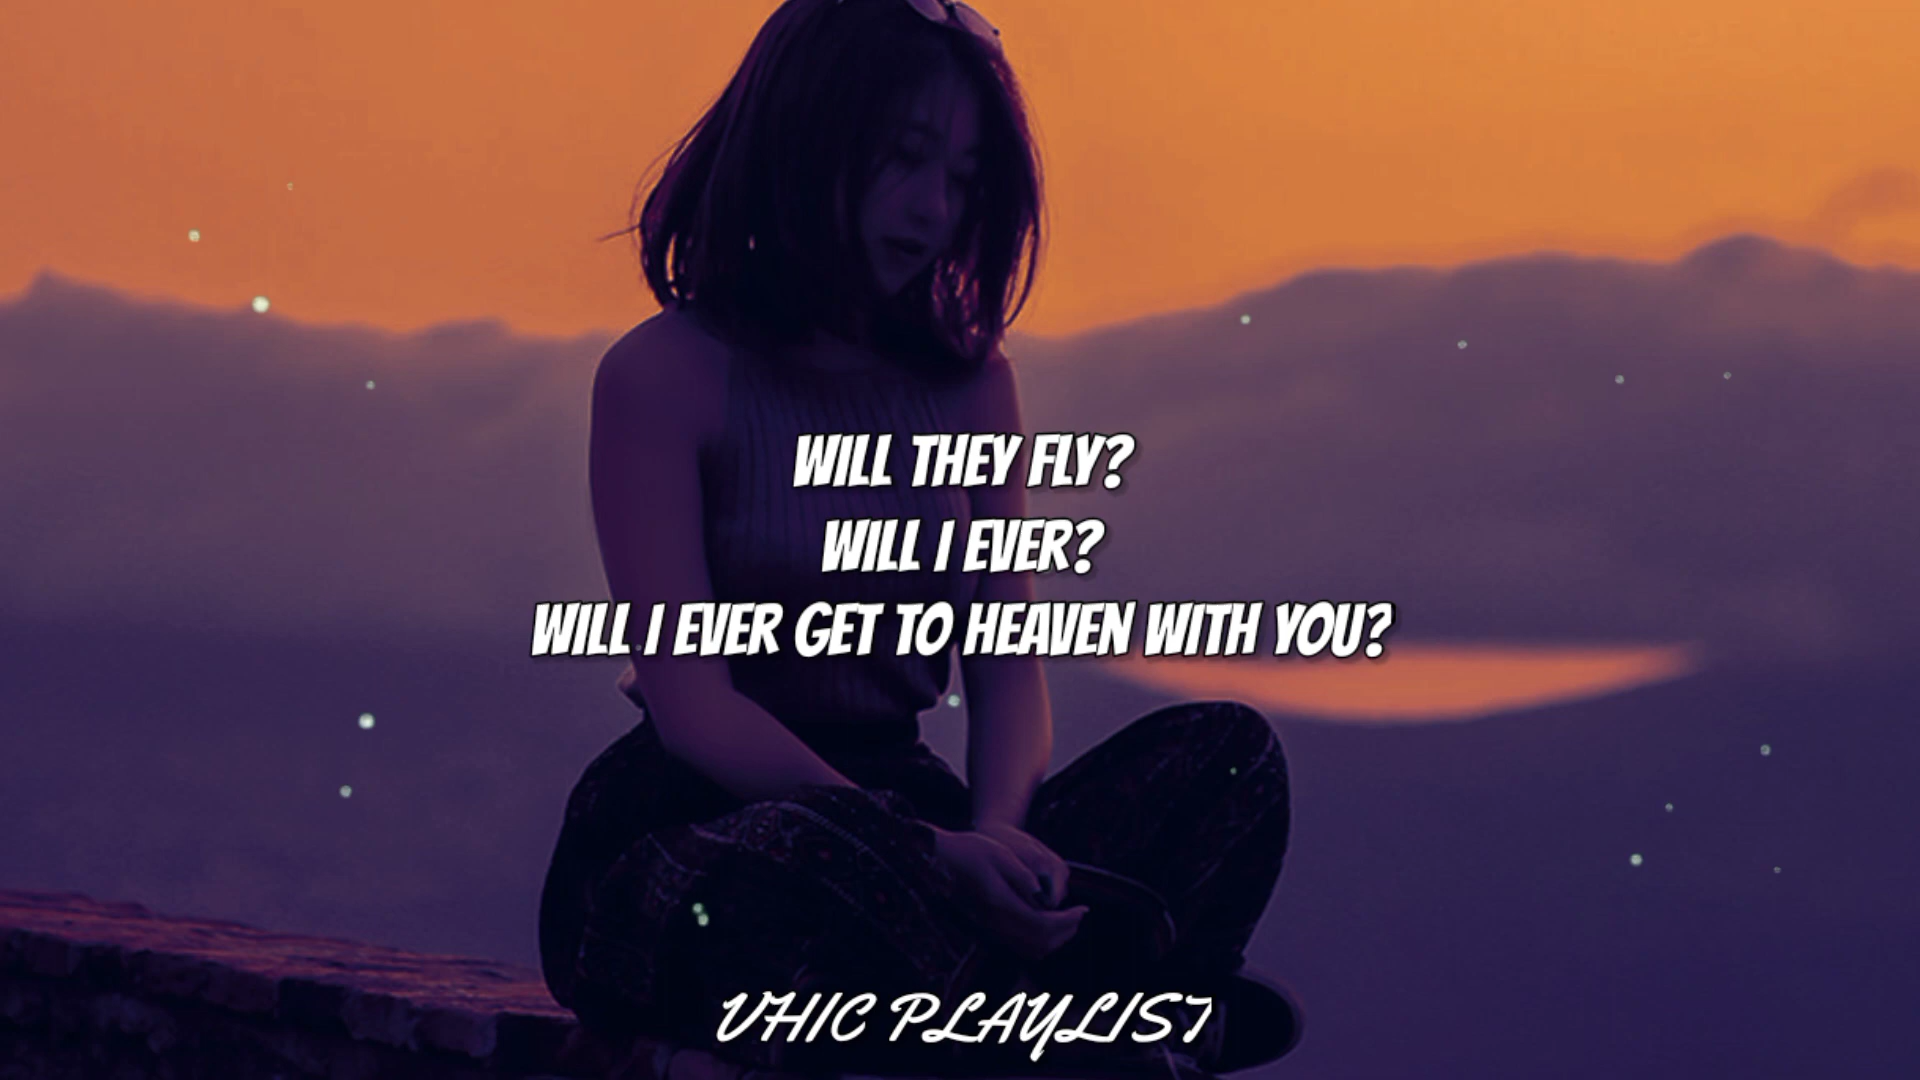 WILL THEY FLY?
WILL I EVER?
WILL I EVER GET TO HEAVEN WITH YOU?
VHIC PLAYLIST